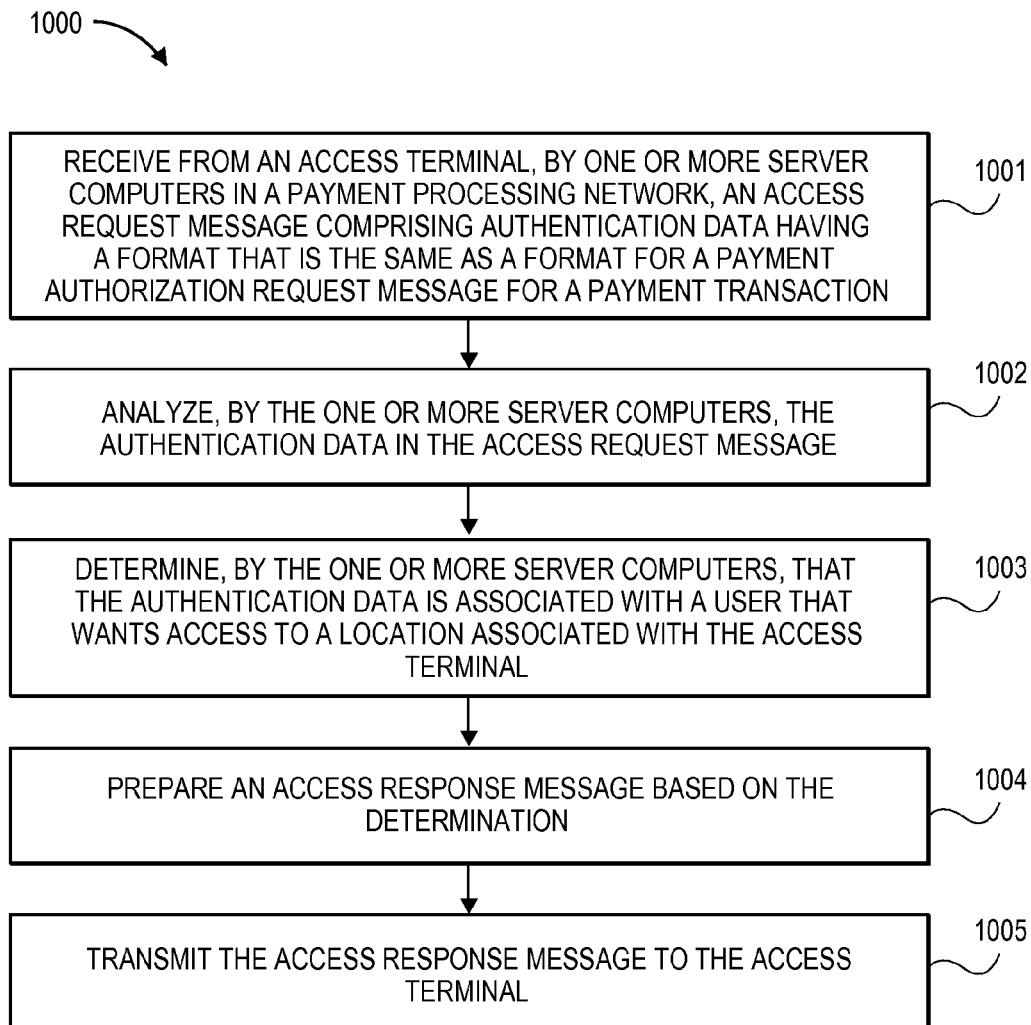 1000
RECEIVE FROM AN ACCESS TERMINAL, BY ONE OR MORE SERVER
COMPUTERS IN A PAYMENT PROCESSING NETWORK, AN ACCESS
REQUEST MESSAGE COMPRISING AUTHENTICATION DATA HAVING
A FORMAT THAT IS THE SAME AS A FORMAT FOR A PAYMENT
AUTHORIZATION REQUEST MESSAGE FOR A PAYMENT TRANSACTION
1001
ANALYZE, BY THE ONE OR MORE SERVER COMPUTERS, THE
AUTHENTICATION DATA IN THE ACCESS REQUEST MESSAGE
1002
DETERMINE, BY THE ONE OR MORE SERVER COMPUTERS, THAT
THE AUTHENTICATION DATA IS ASSOCIATED WITH A USER THAT
WANTS ACCESS TO A LOCATION ASSOCIATED WITH THE ACCESS
TERMINAL
1003
PREPARE AN ACCESS RESPONSE MESSAGE BASED ON THE
DETERMINATION
1004
TRANSMIT THE ACCESS RESPONSE MESSAGE TO THE ACCESS
TERMINAL
1005